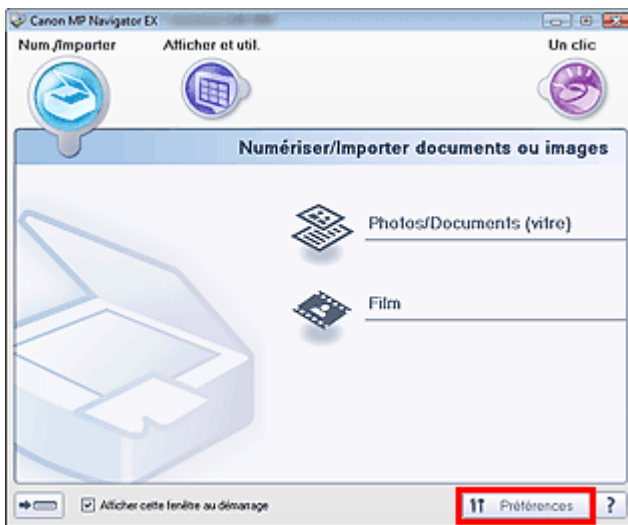 Canon MP Navigator EX
Num./Importer
Afficher et util.
Un clic
Numériser/Importer documents ou images
Photos/Documents (vitre)
Film
Afficher cette fenêtre au démarrage
Préférences
?